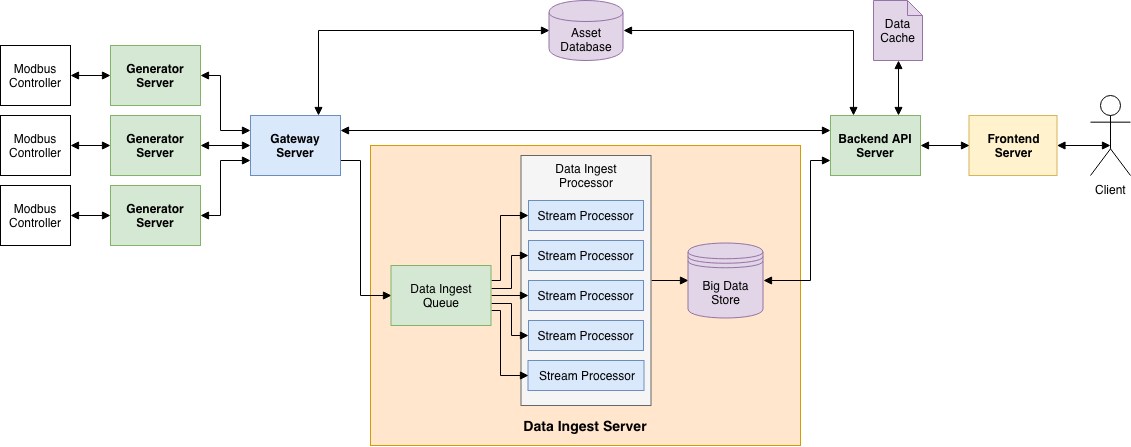 Asset
Database
Data
Cache
Modbus
Controller
Generator
Server
Modbus
Controller
Generator
Server
Gateway
Server
Backend API
Server
Frontend
Server
Client
Modbus
Controller
Generator
Server
Data Ingest
Processor
Stream Processor
Stream Processor
Stream Processor
Stream Processor
Stream Processor
Data Ingest
Queue
Big Data
Store
Data Ingest Server